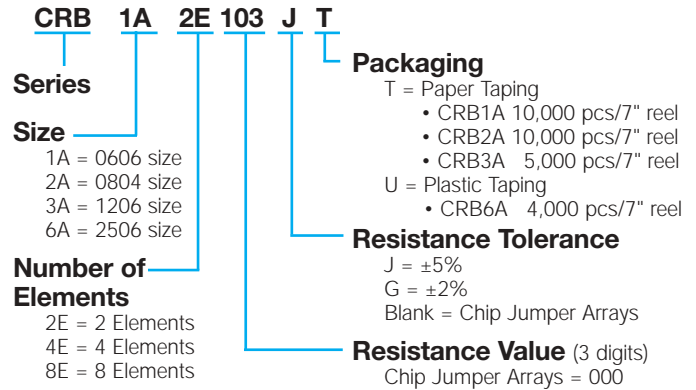 CRB 1A 2E 103 J T
Series
Size
1A = 0606 size
2A = 0804 size
3A = 1206 size
6A = 2506 size
Number of
Elements
2E = 2 Elements
4E = 4 Elements
8E = 8 Elements
Packaging
T = Paper Taping
• CRB1A 10,000 pcs/7" reel
• CRB2A 10,000 pcs/7" reel
• CRB3A 5,000 pcs/7" reel
U = Plastic Taping
• CRB6A 4,000 pcs/7" reel
Resistance Tolerance
J = ±5%
G = ±2%
Blank = Chip Jumper Arrays
Resistance Value (3 digits)
Chip Jumper Arrays = 000